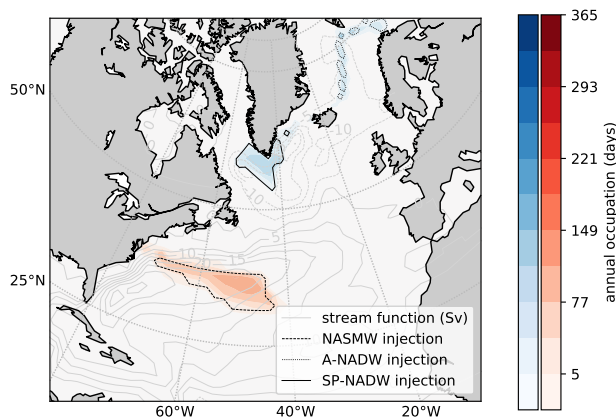 365
293
221
149
77
5
annual occupation (days)
50°N
25°N
60°W
40°W
20°W
-10
-10
5
-10
-20
-15
stream function (Sv)
NASMW injection
A-NADW injection
SP-NADW injection